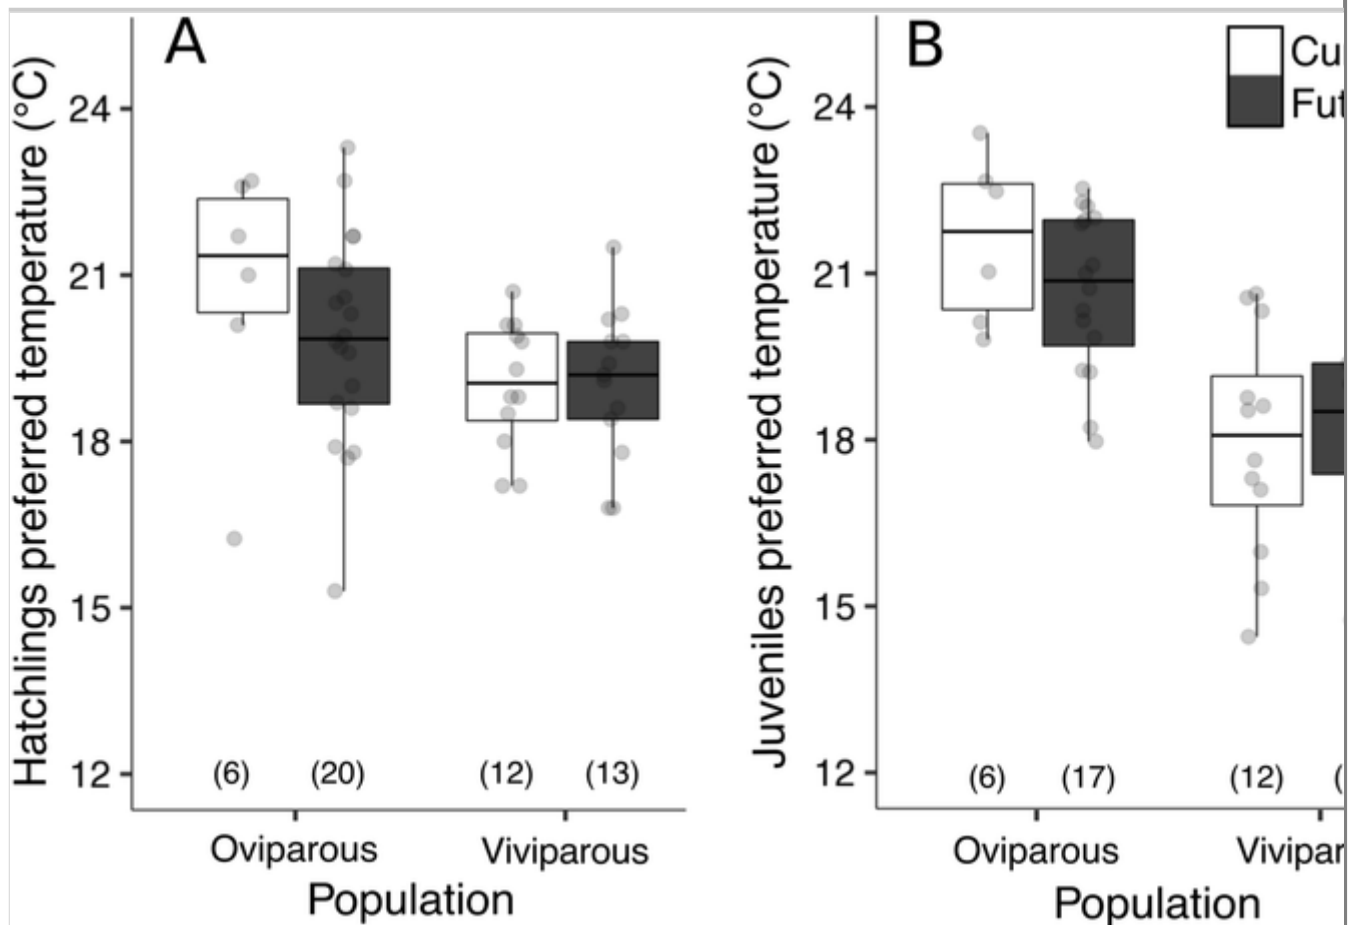 A
Hatchlings preferred temperature (°C)
24
21
18
15
12
(6) (20) (12) (13)
Oviparous Viviparous
Population
B
Cu
Fut
Juveniles preferred temperature (°C)
24
21
18
15
12
(6) (17) (12) (
Oviparous Vivipar
Population